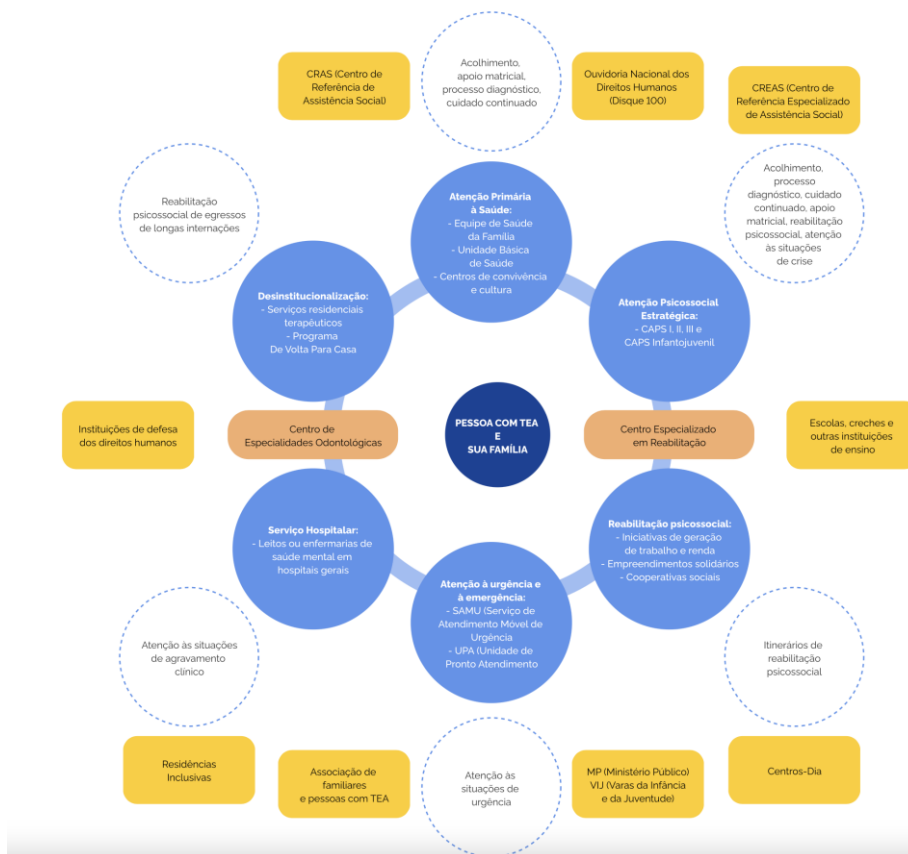 CRAS (Centro de
Referência de
Assistência Social)
Acolhimento,
apoio matricial,
processo diagnóstico,
cuidado continuado
Ouvidoria Nacional dos
Direitos Humanos
(Disque 100)
CREAS (Centro de
Referência Especializado
de Assistência Social)
Reabilitação
psicossocial de egressos
de longas internações
Atenção Primária
à Saúde:
- Equipe de Saúde
da Família
- Unidade Básica
de Saúde
- Centros de convivência
e cultura
Acolhimento,
processo
diagnóstico, cuidado
continuado, apoio
matricial, reabilitação
psicossocial, atenção
às situações
de crise
Desinstitucionalização:
- Serviços residenciais
terapêuticos
- Programa
De Volta Para Casa
Atenção Psicossocial
Estratégica:
- CAPS I, II, III e
CAPS Infantojuvenil
Instituições de defesa
dos direitos humanos
Centro de
Especialidades Odontológicas
PESSOA COM TEA
E
SUA FAMÍLIA
Centro Especializado
em Reabilitação
Escolas, creches e
outras instituições
de ensino
Serviço Hospitalar:
- Leitos ou enfermarias de
saúde mental em
hospitais gerais
Atenção à urgência e
à emergência:
- SAMU (Serviço de
Atendimento Móvel de
Urgência
- UPA (Unidade de
Pronto Atendimento
Reabilitação psicossocial:
- Iniciativas de geração
de trabalho e renda
- Empreendimentos solidários
- Cooperativas sociais
Atenção às situações
de agravamento
clínico
Itinerários de
reabilitação
psicossocial
Residências
Inclusivas
Associação de
familiares
e pessoas com TEA
Atenção às
situações de
urgência
MP (Ministério Público)
VIJ (Varas da Infância
e da Juventude)
Centros-Dia